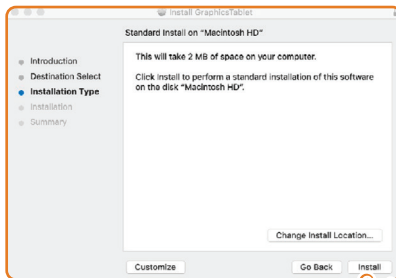 Install GraphicsTablet
Standard Install on "Macintosh HD"
Introduction
Destination Select
Installation Type
Installation
Summary
This will take 2 MB of space on your computer.
Click Install to perform a standard installation of this software
on the disk "Macintosh HD".
Change Install Location...
Customize
Go Back
Install